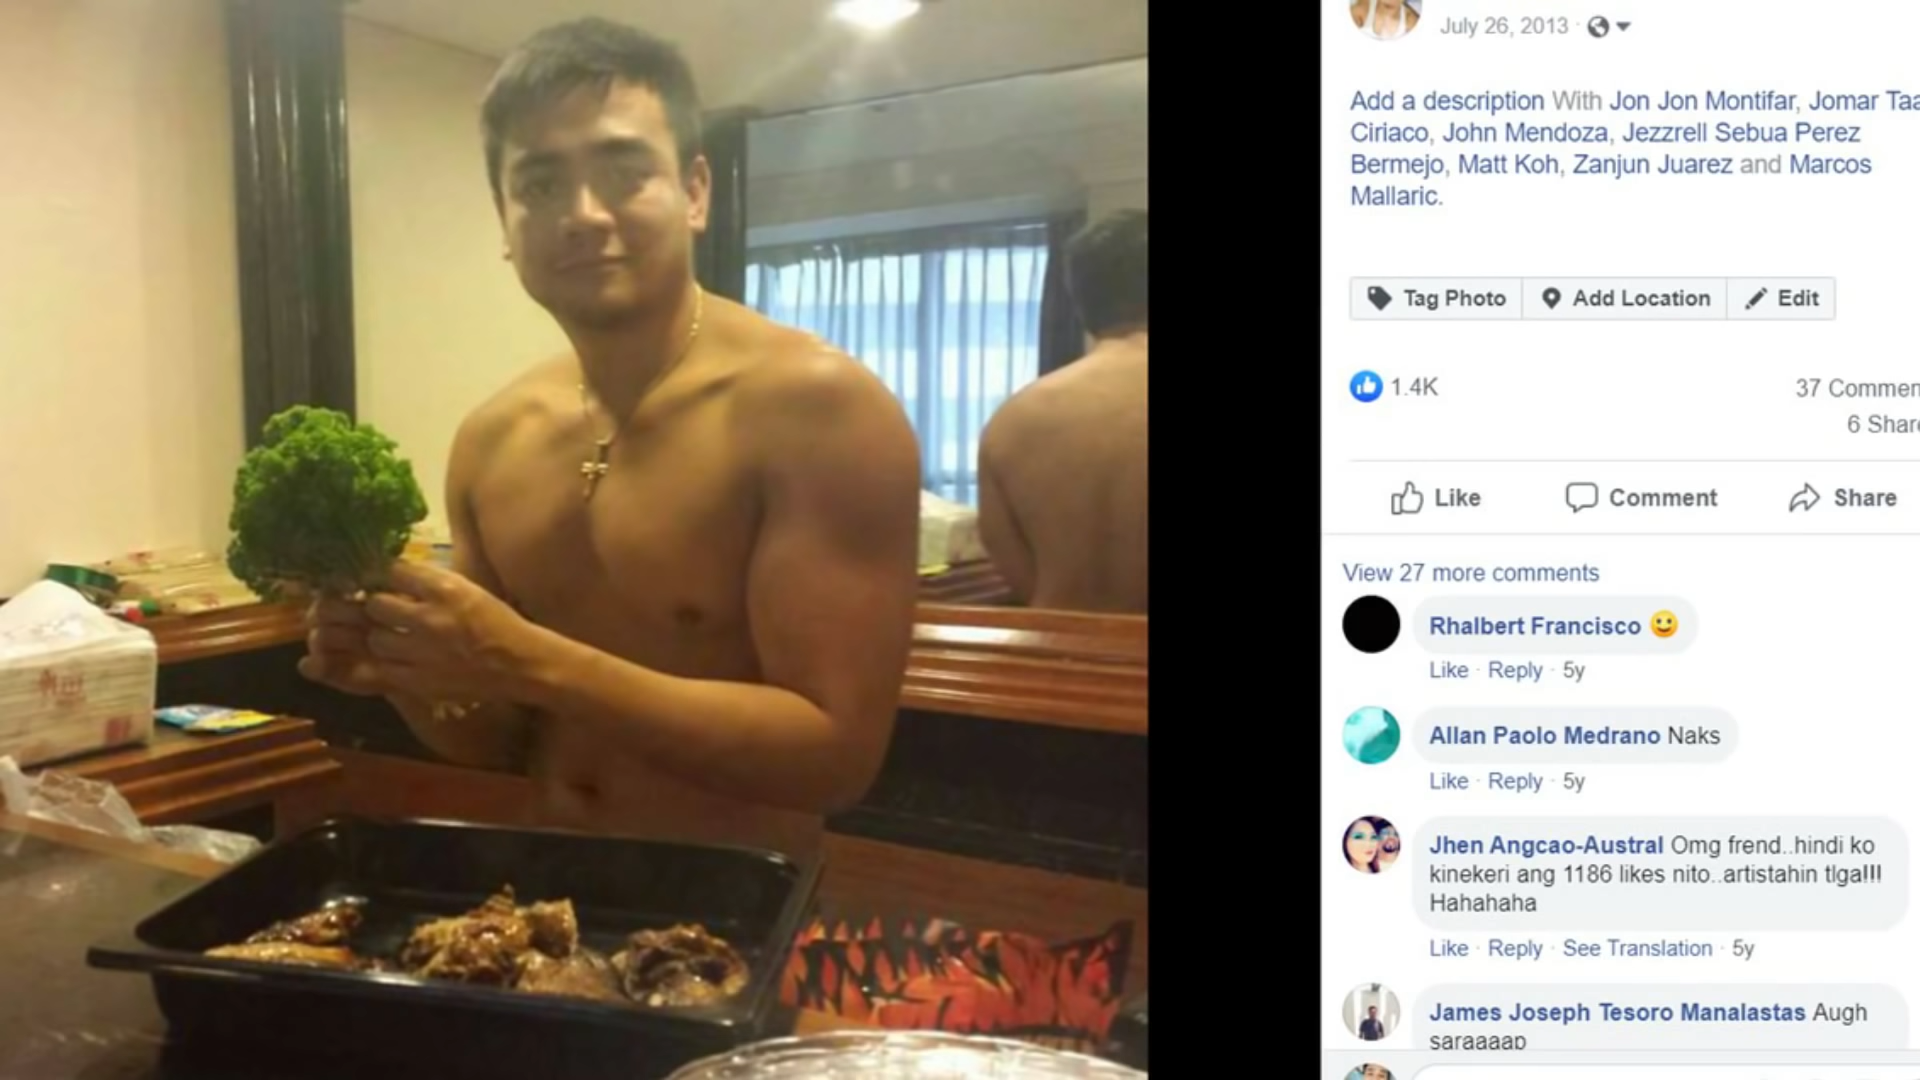 July 26, 2013 ·
Add a description With Jon Jon Montifar, Jomar
Ciriaco, John Mendoza, Jezzrell Sebua Perez
Bermejo, Matt Koh, Zanjun Juarez and Marcos
Mallaric.
Tag Photo Add Location Edit
1.4K
37
6
Like Comment Share
View 27 more comments
Rhalbert Francisco 🙂
Like · Reply · 5y
Allan Paolo Medrano Naks
Like · Reply · 5y
Jhen Angcao-Austral Omg frend..hindi ko
kinekeri ang 1186 likes nito..artistahin tlga!!!
Hahahaha
Like · Reply · See Translation · 5y
James Joseph Tesoro Manalastas Augh
saraaaap